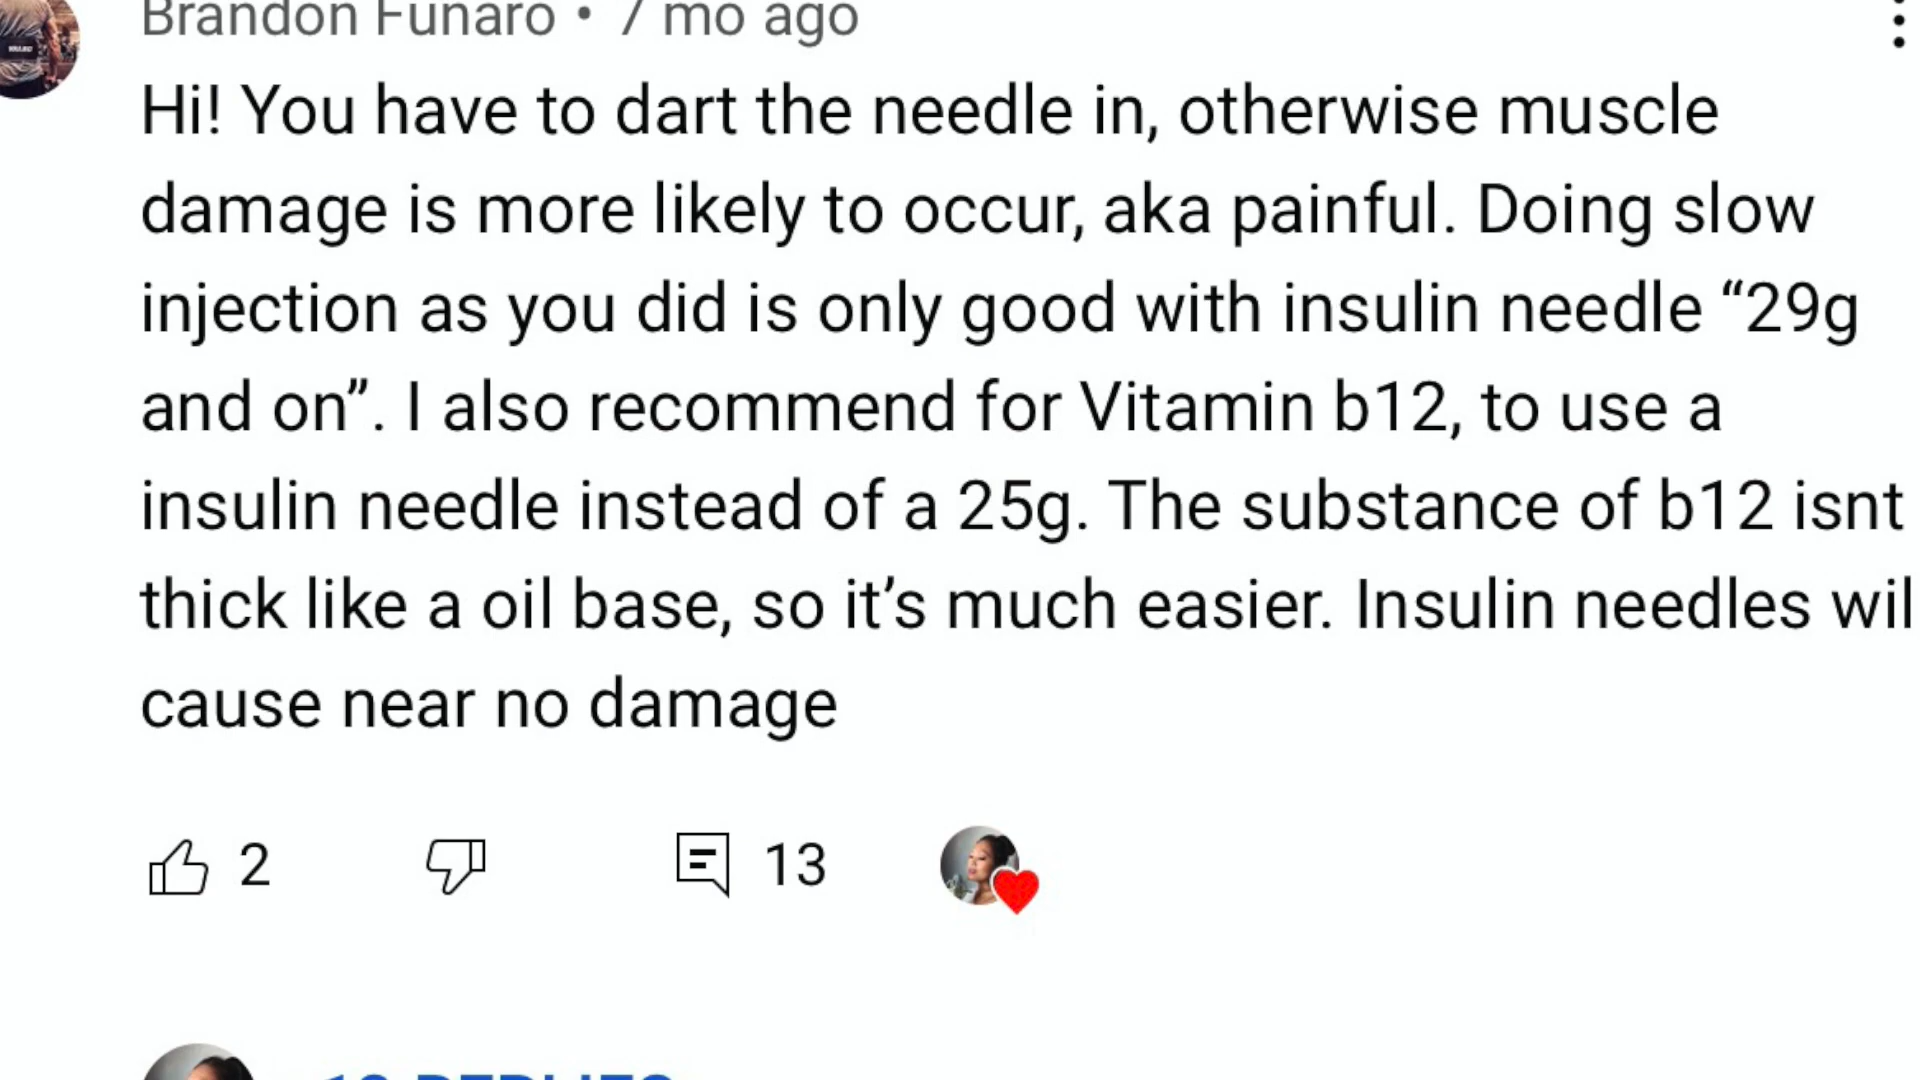 Brandon Funaro • 7 mo ago
Hi! You have to dart the needle in, otherwise muscle
damage is more likely to occur, aka painful. Doing slow
injection as you did is only good with insulin needle “29g
and on”. I also recommend for Vitamin b12, to use a
insulin needle instead of a 25g. The substance of b12 isnt
thick like a oil base, so it’s much easier. Insulin needles wil
cause near no damage
2
13
REPLIES